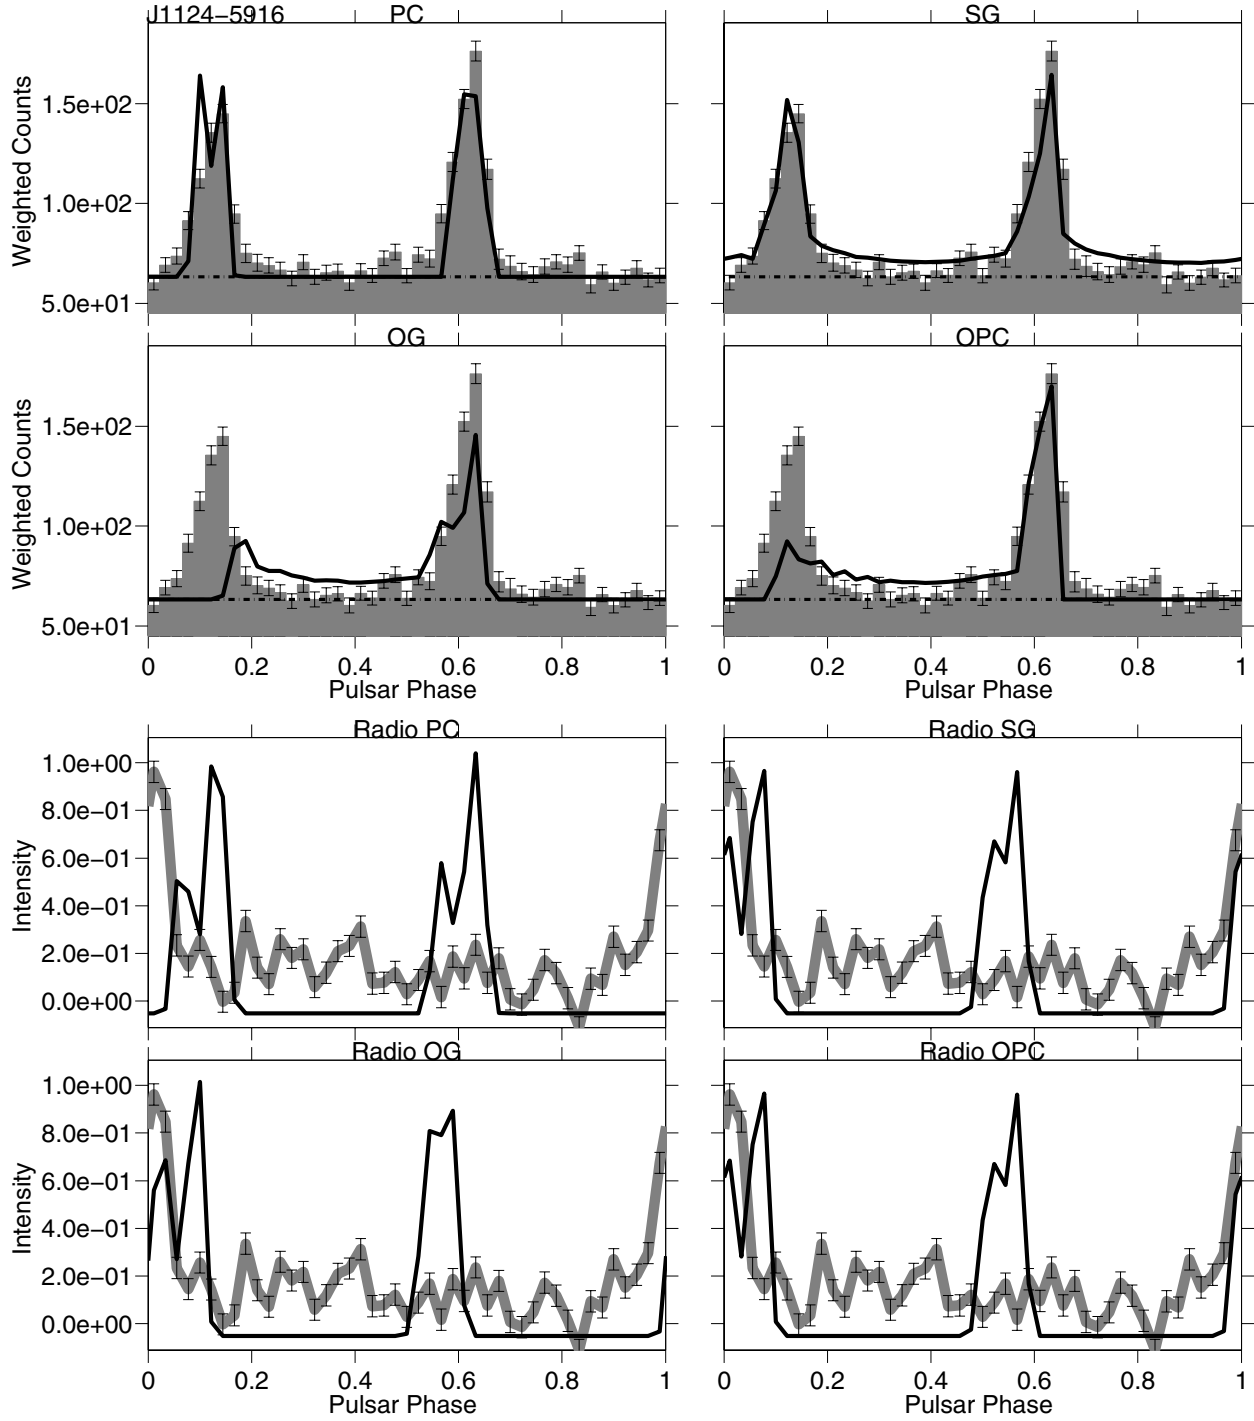 J1124−5916 PC SG
Weighted Counts
1.5e+02
1.0e+02
5.0e+01
OG OPC
Weighted Counts
1.5e+02
1.0e+02
5.0e+01
0 0.2 0.4 0.6 0.8 1 0 0.2 0.4 0.6 0.8 1
Pulsar Phase Pulsar Phase
Radio PC Radio SG
Intensity
1.0e+00
8.0e−01
6.0e−01
4.0e−01
2.0e−01
0.0e+00
Radio OG Radio OPC
Intensity
1.0e+00
8.0e−01
6.0e−01
4.0e−01
2.0e−01
0.0e+00
0 0.2 0.4 0.6 0.8 1 0 0.2 0.4 0.6 0.8 1
Pulsar Phase Pulsar Phase